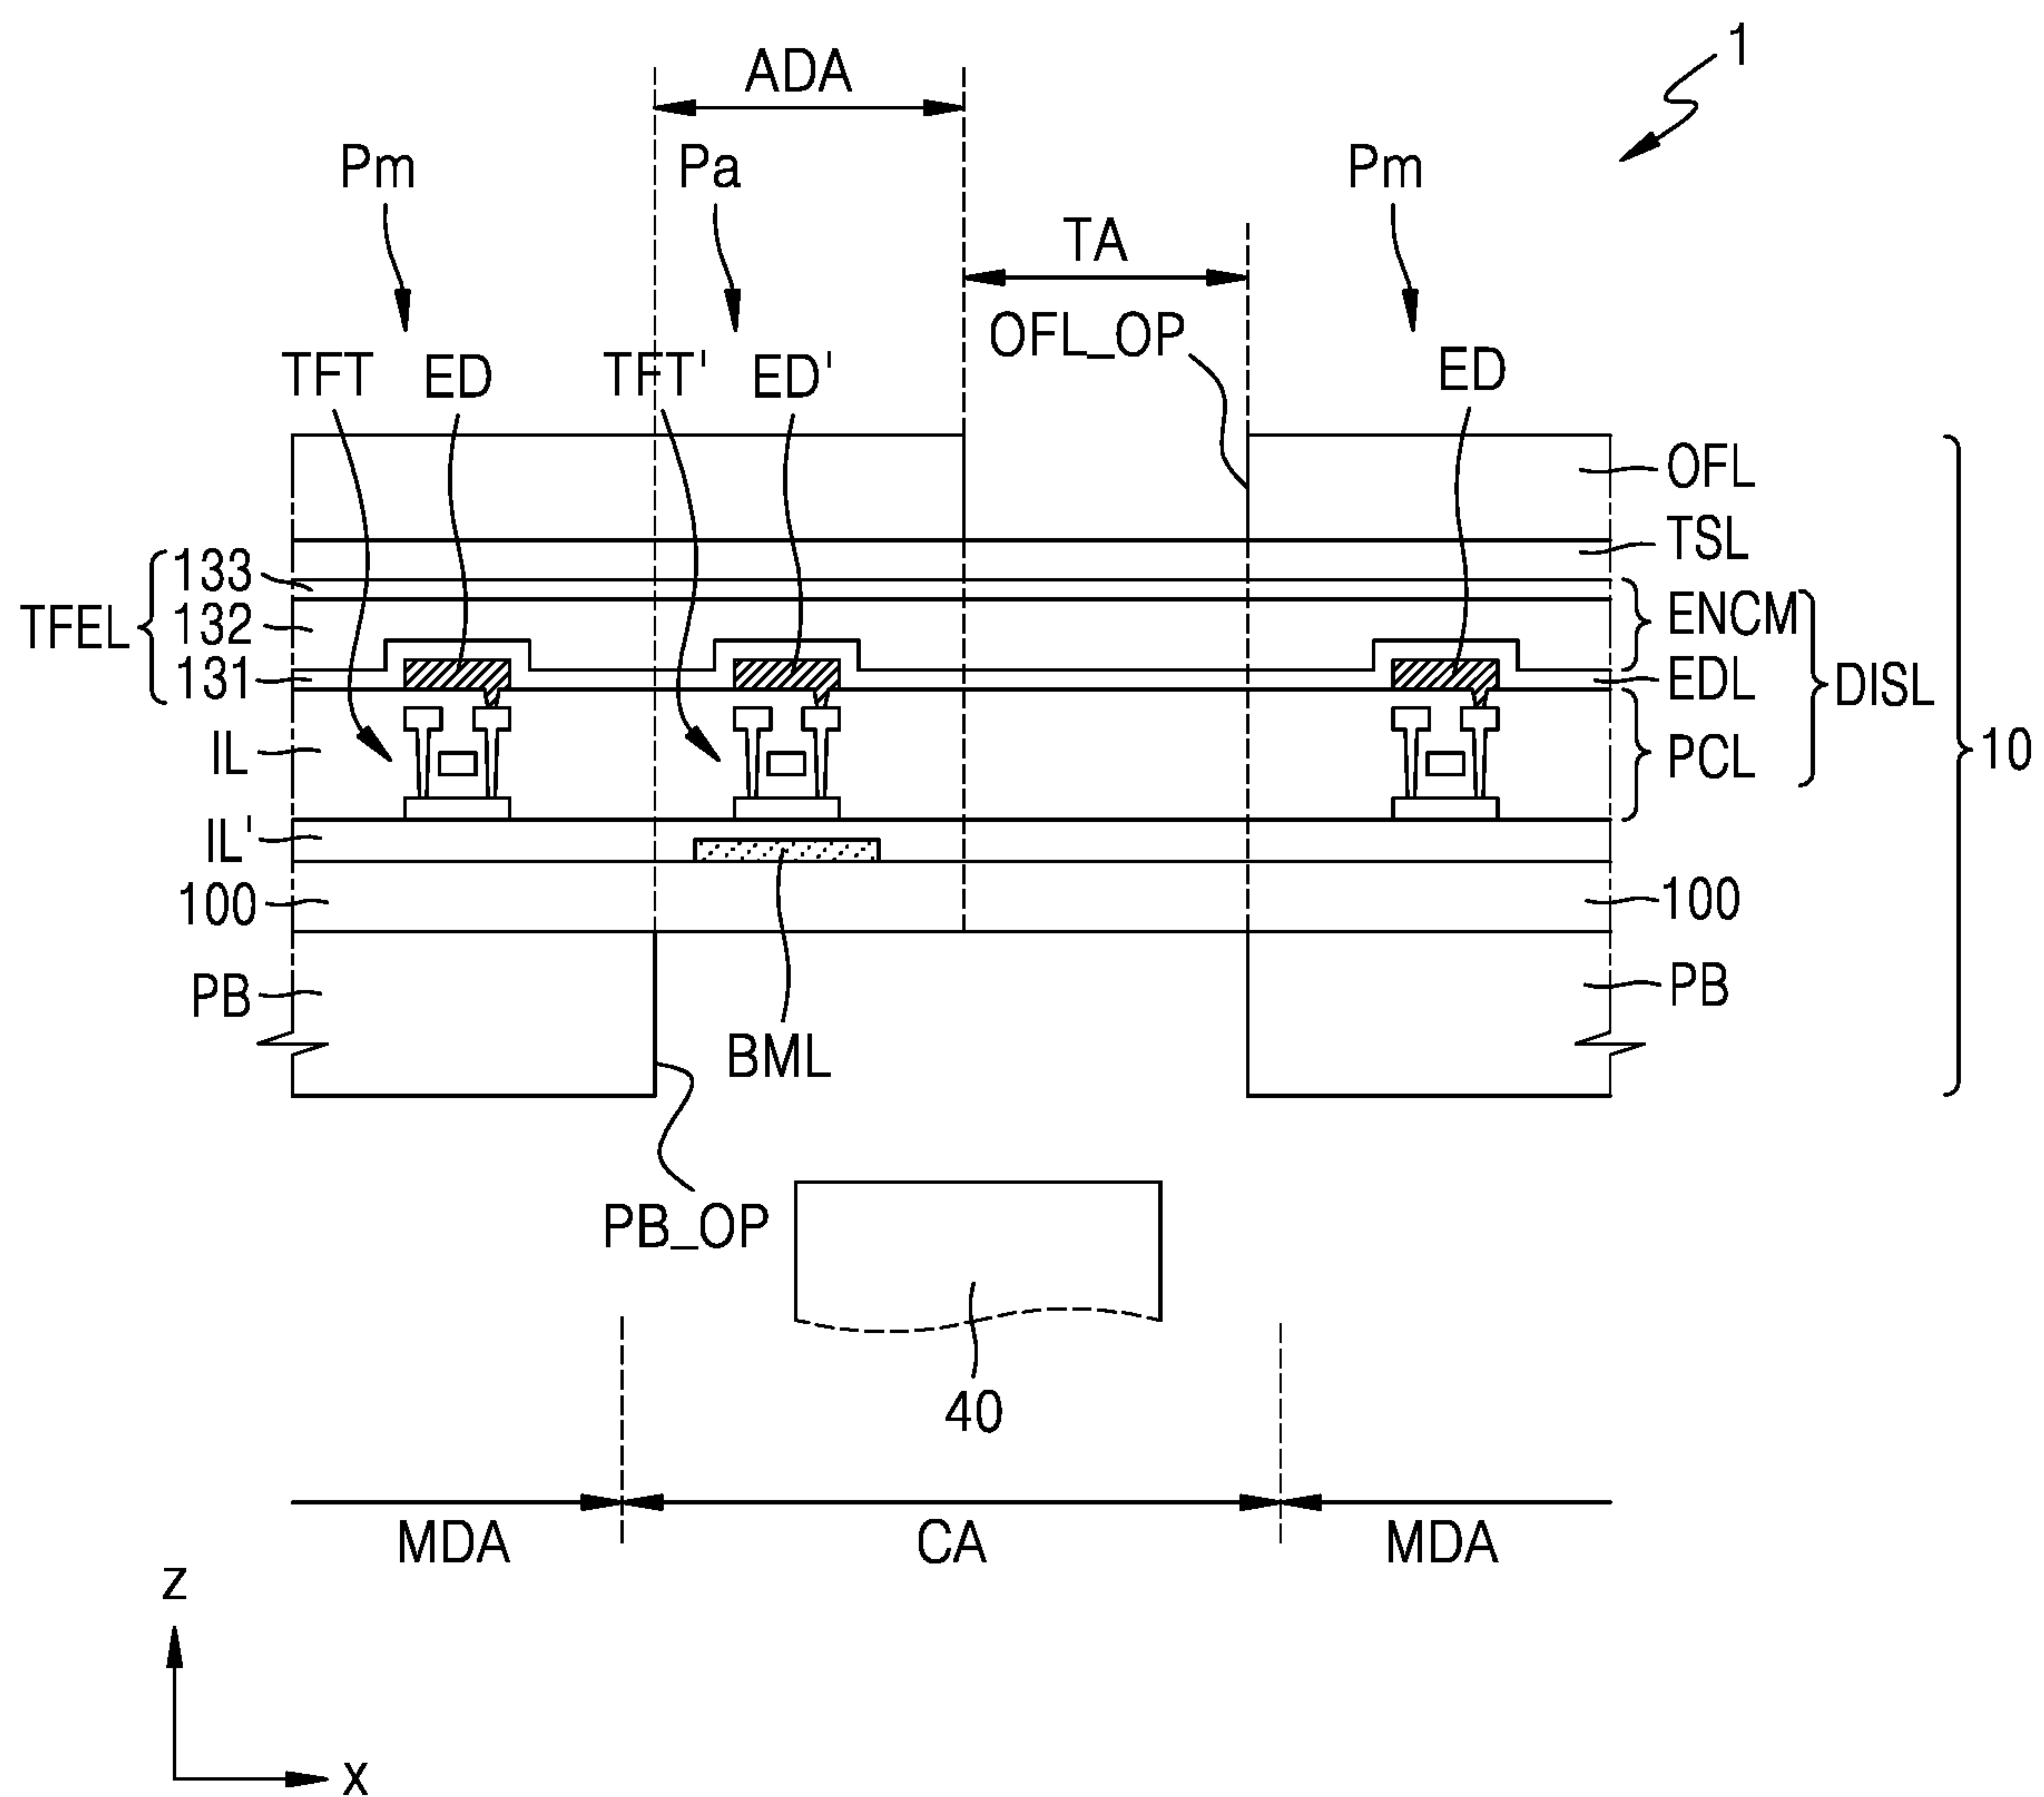 1
ADA
Pm Pa Pm
TA
OFL_OP
TFT ED TFT' ED' ED
OFL
TSL
133
TFEL 132 ENCM
131 EDL DISL
IL PCL 10
IL'
100 100
PB PB
BML
PB_OP
40
MDA CA MDA
z
x